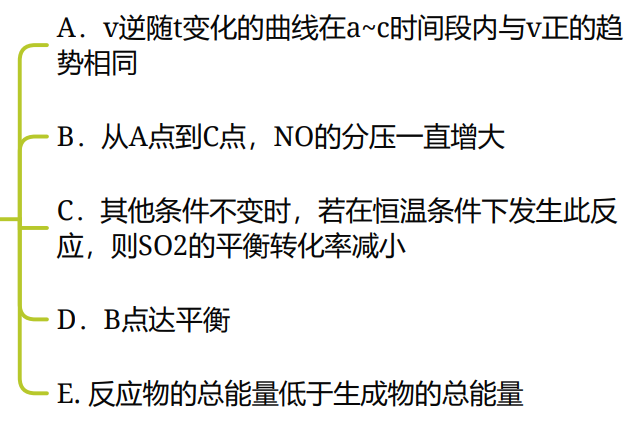 A．v逆随t变化的曲线在a~c时间段内与v正的趋
势相同
B．从A点到C点，NO的分压一直增大
C．其他条件不变时，若在恒温条件下发生此反
应，则SO2的平衡转化率减小
D．B点达平衡
E. 反应物的总能量低于生成物的总能量